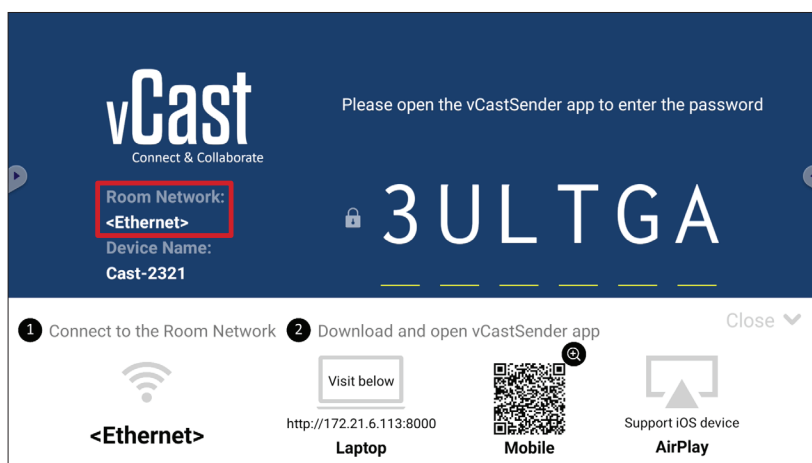 vCast
Connect & Collaborate
Please open the vCastSender app to enter the password
Room Network:
<Ethernet>
Device Name:
Cast-2321
3ULTGA
1 Connect to the Room Network
2 Download and open vCastSender app
Close
<Ethernet>
Visit below
http://172.21.6.113:8000
Laptop
Mobile
Support iOS device
AirPlay